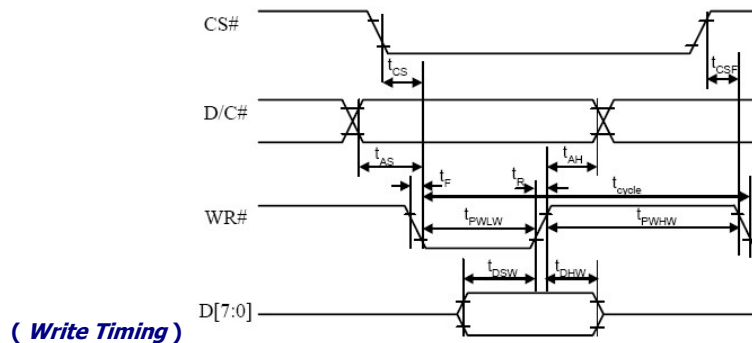 CS#
tCS
tCSF
D/C#
tAS
tAH
tF
tR
tcycle
WR#
tPWLW
tPWHW
tDSW
tDHW
D[7:0]
( Write Timing )